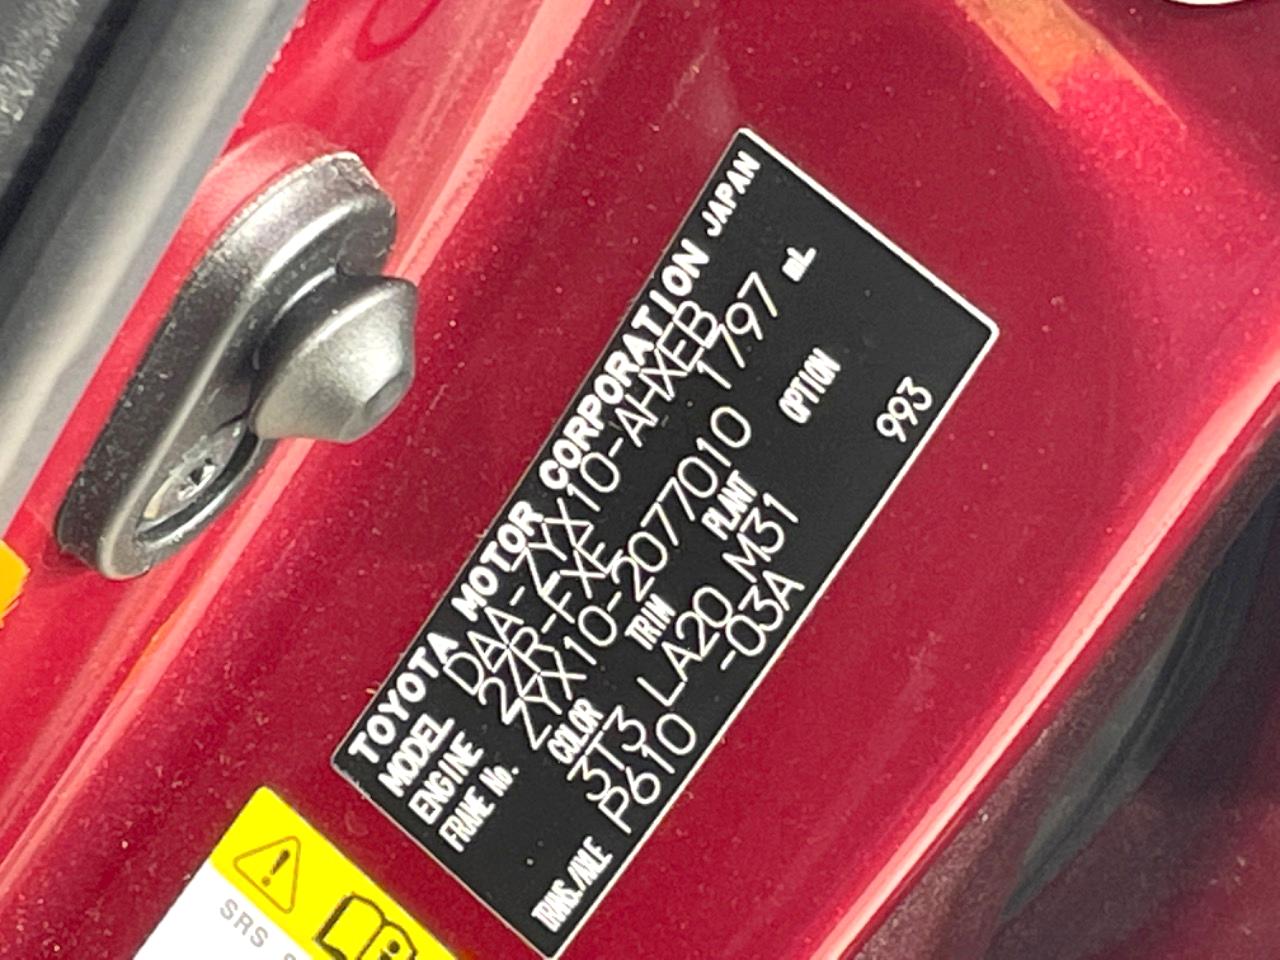 TOYOTA MOTOR CORPORATION JAPAN
MODEL DAA-ZYX10-AHXEB
ENGINE 2ZR-FXE 1797 mL
FRAME No. ZYX10-2077010
COLOR TRIM PLANT OPTION
3T3 LA20 M31 993
TRANS./AXLE P610 -03A
SRS